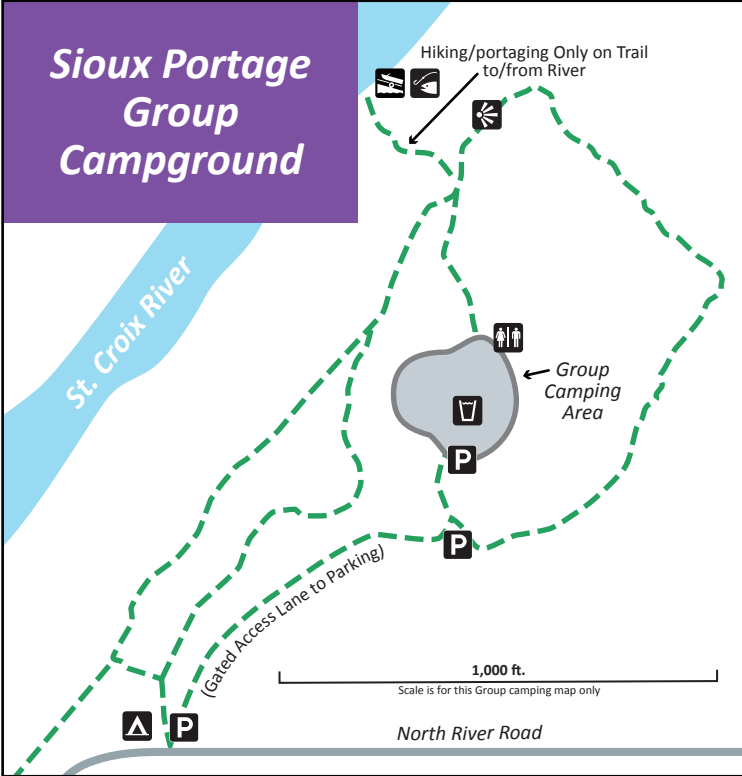 Sioux Portage
Group
Campground
Hiking/portaging Only on Trail
to/from River
St. Croix River
Group
Camping
Area
P
P
(Gated Access Lane to Parking)
1,000 ft.
Scale is for this Group camping map only
P
North River Road